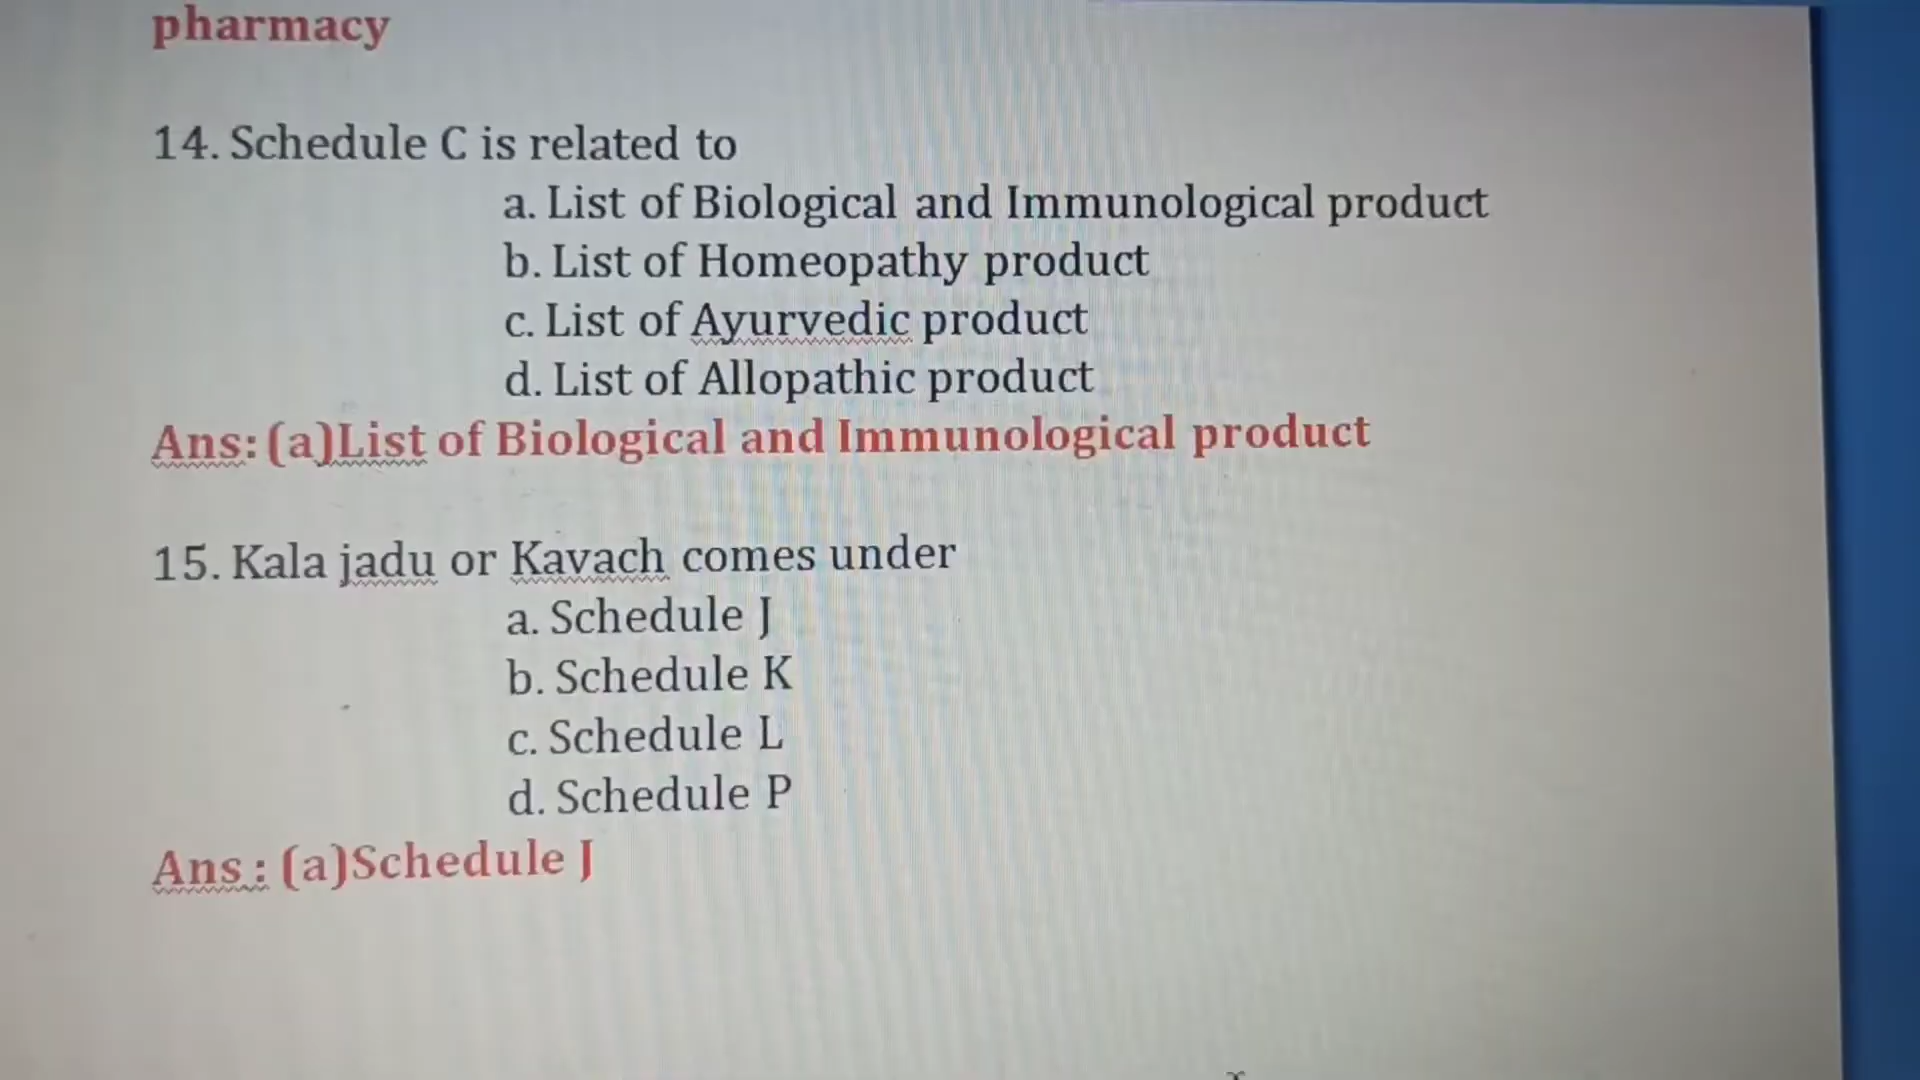 pharmacy
14. Schedule C is related to
a. List of Biological and Immunological product
b. List of Homeopathy product
c. List of Ayurvedic product
d. List of Allopathic product
Ans: (a)List of Biological and Immunological product
15. Kala jadu or Kavach comes under
a. Schedule J
b. Schedule K
c. Schedule L
d. Schedule P
Ans : (a)Schedule J